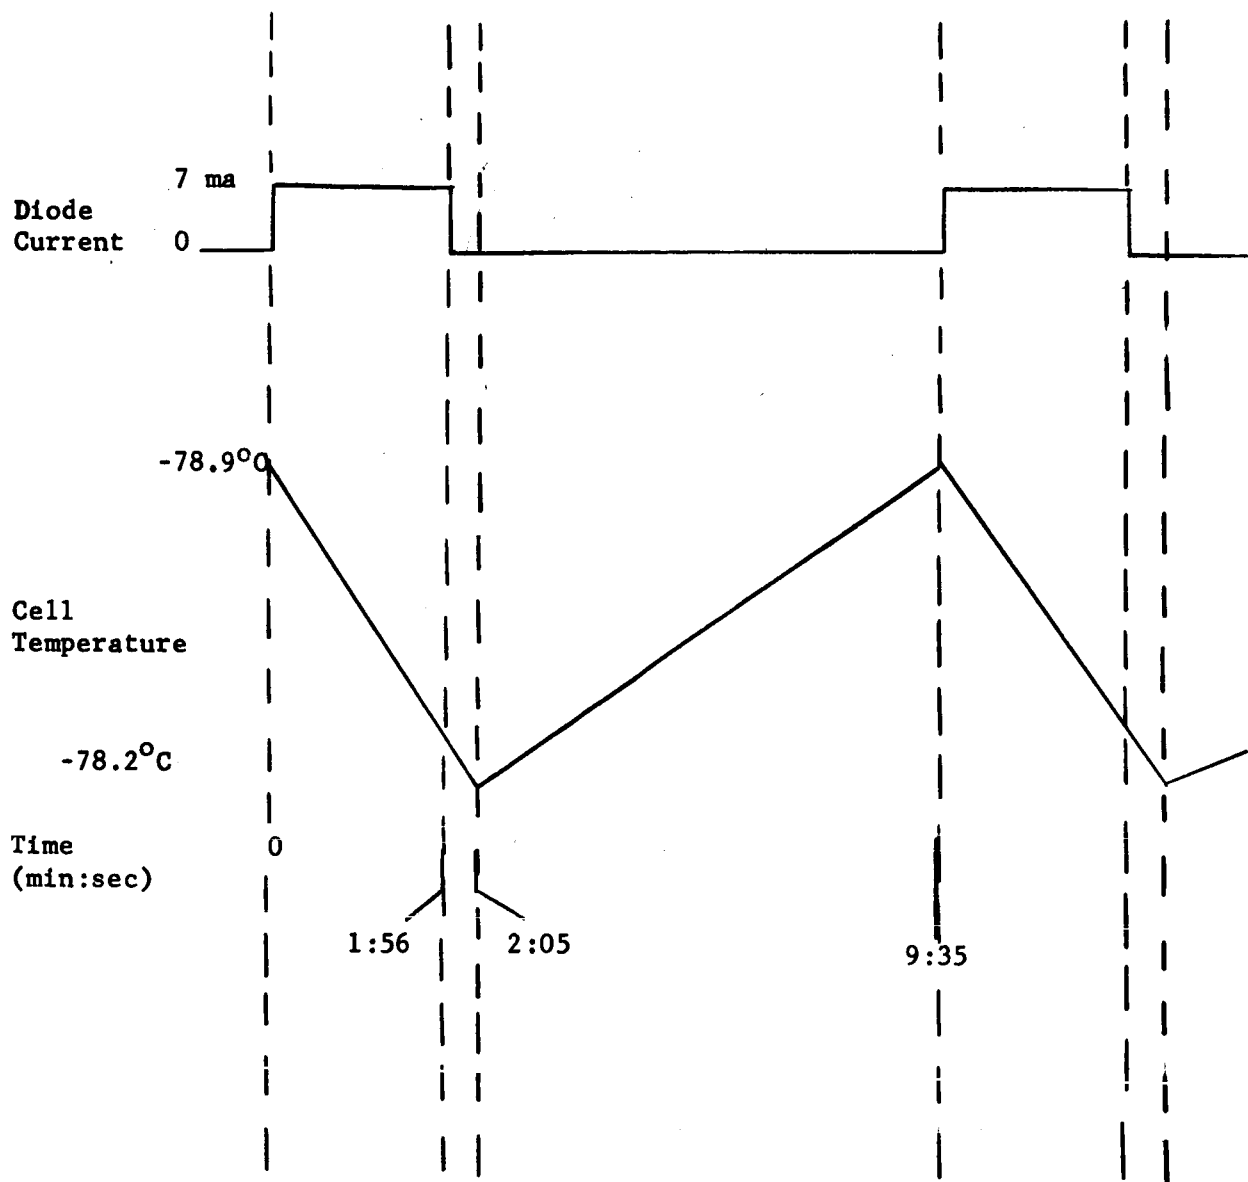 7 ma
Diode
Current
0
-78.9°C
Cell
Temperature
-78.2°C
Time
(min:sec)
0
1:56
2:05
9:35